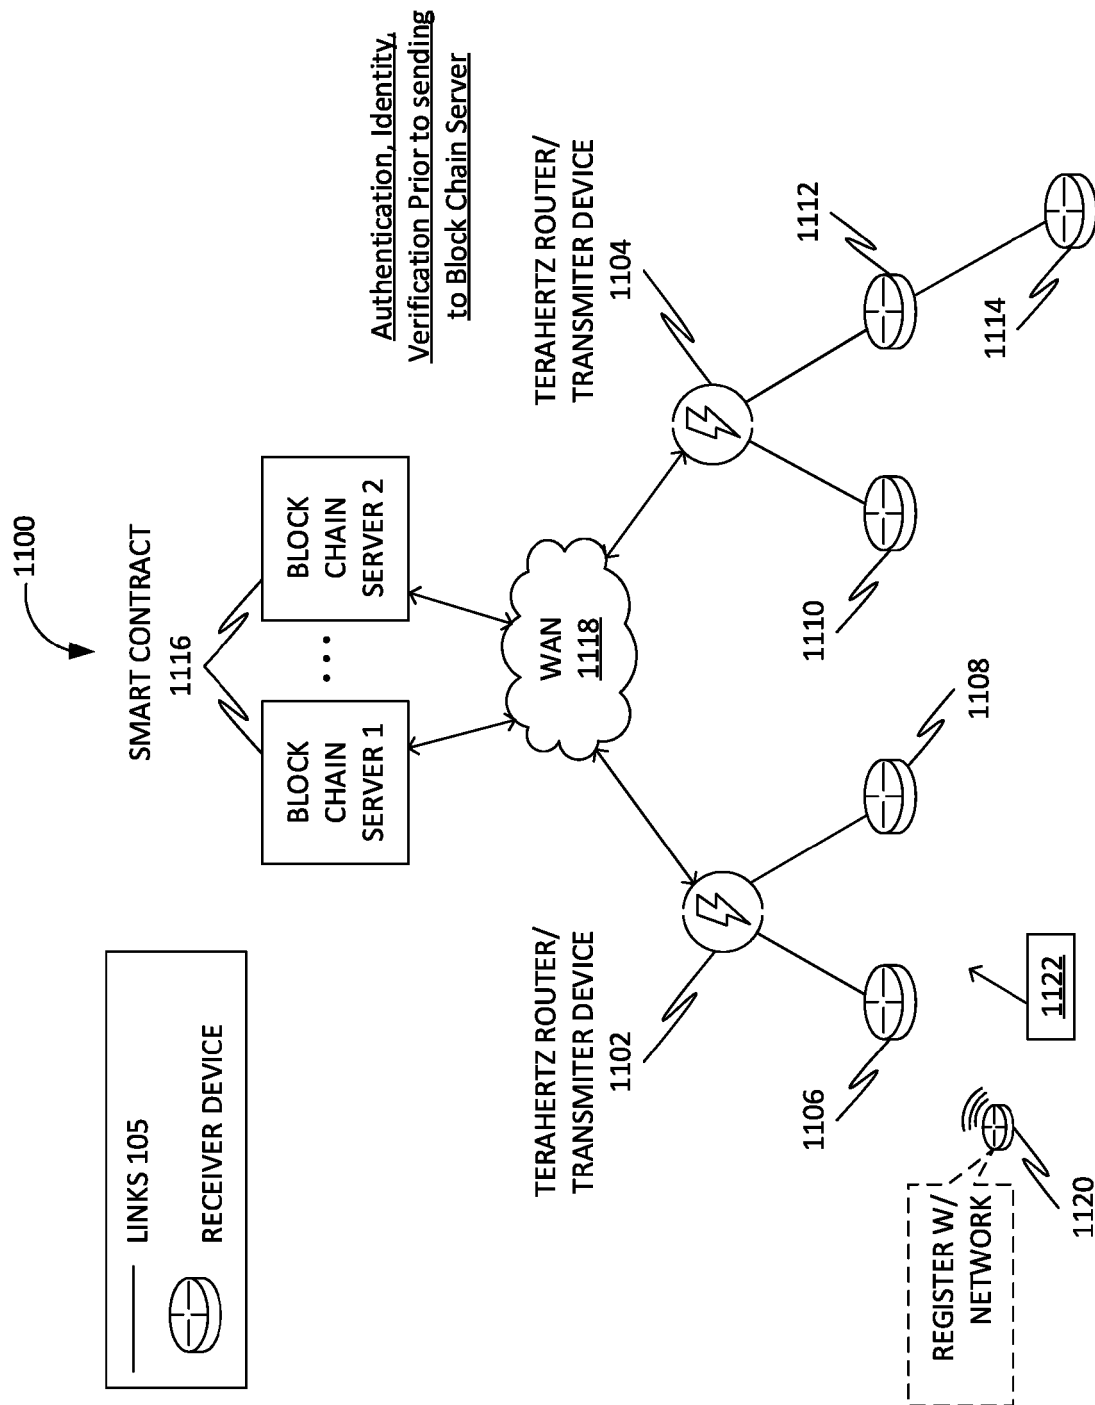 1100
SMART CONTRACT
1116
Authentication, Identity,
Verification Prior to sending
to Block Chain Server
LINKS 105
RECEIVER DEVICE
BLOCK
CHAIN
SERVER 1
...
BLOCK
CHAIN
SERVER 2
WAN
1118
TERAHERTZ ROUTER/
TRANSMITER DEVICE
1102
TERAHERTZ ROUTER/
TRANSMITER DEVICE
1104
1106
1108
1110
1112
1114
REGISTER W/
NETWORK
1120
1122